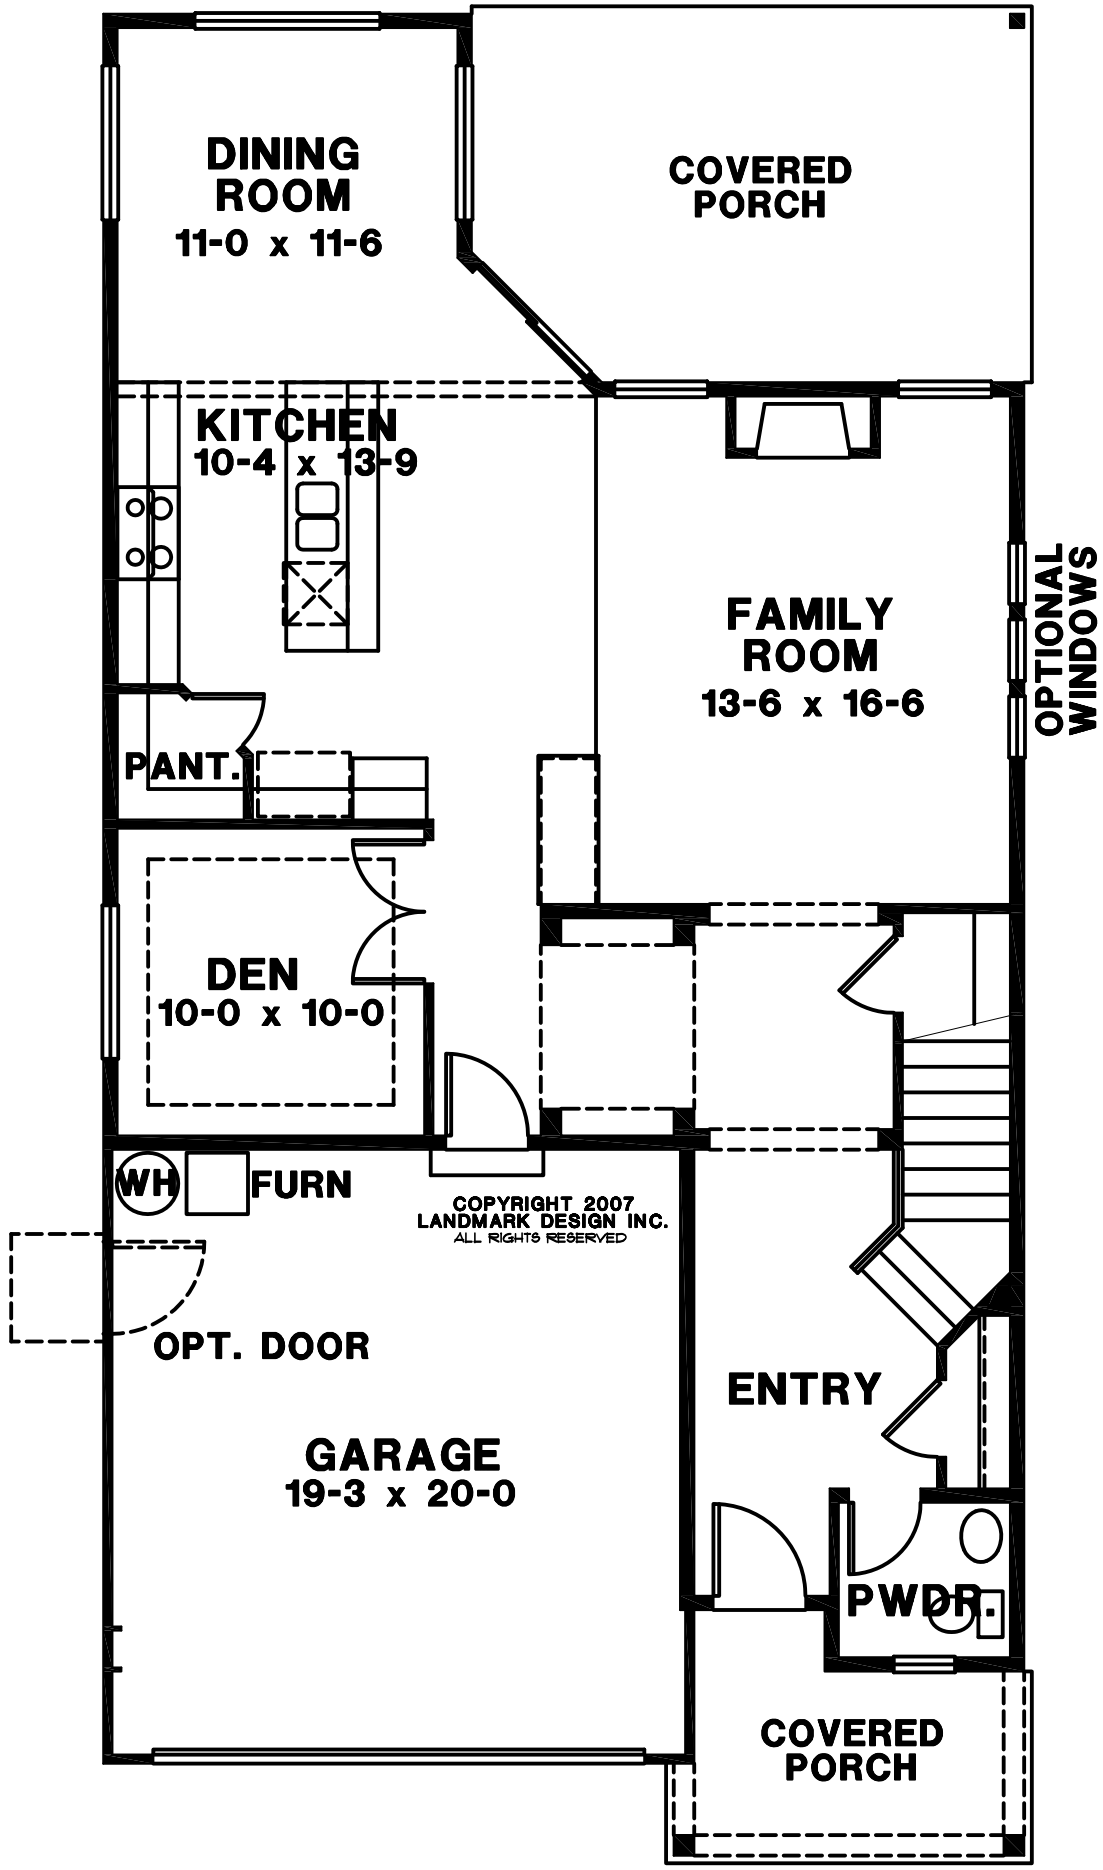 DINING
ROOM
11-0 x 11-6
COVERED
PORCH
KITCHEN
10-4 x 13-9
FAMILY
ROOM
13-6 x 16-6
OPTIONAL
WINDOWS
PANT.
DEN
10-0 x 10-0
WH
FURN
COPYRIGHT 2007
LANDMARK DESIGN INC.
ALL RIGHTS RESERVED
OPT. DOOR
ENTRY
GARAGE
19-3 x 20-0
PWDR.
COVERED
PORCH